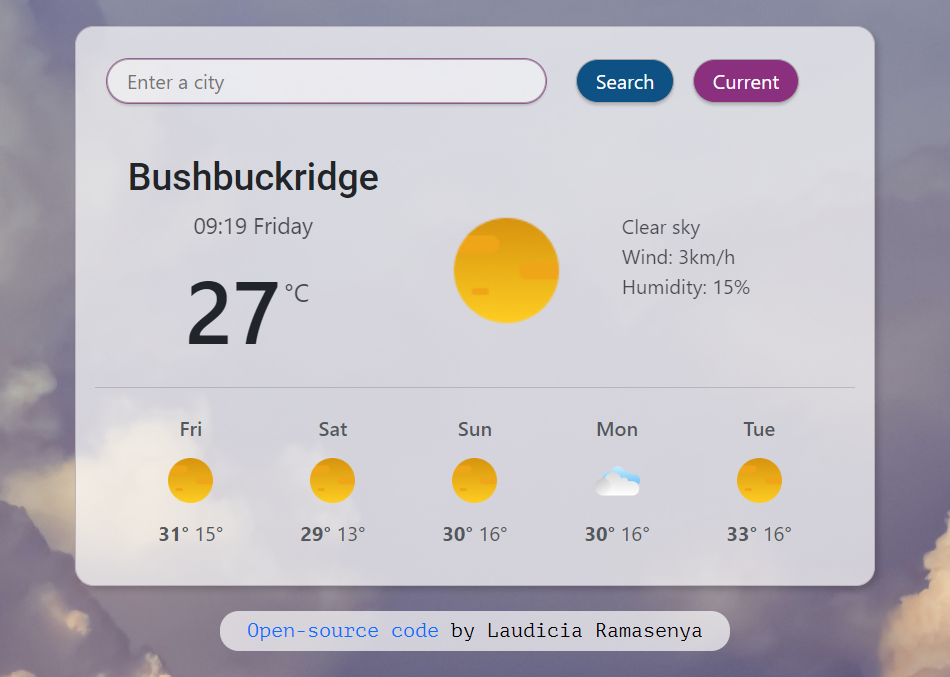 Enter a city
Search
Current
Bushbuckridge
09:19 Friday
27 °C
Clear sky
Wind: 3km/h
Humidity: 15%
Fri Sat Sun Mon Tue
31° 15° 29° 13° 30° 16° 30° 16° 33° 16°
Open-source code by Laudicia Ramasenya